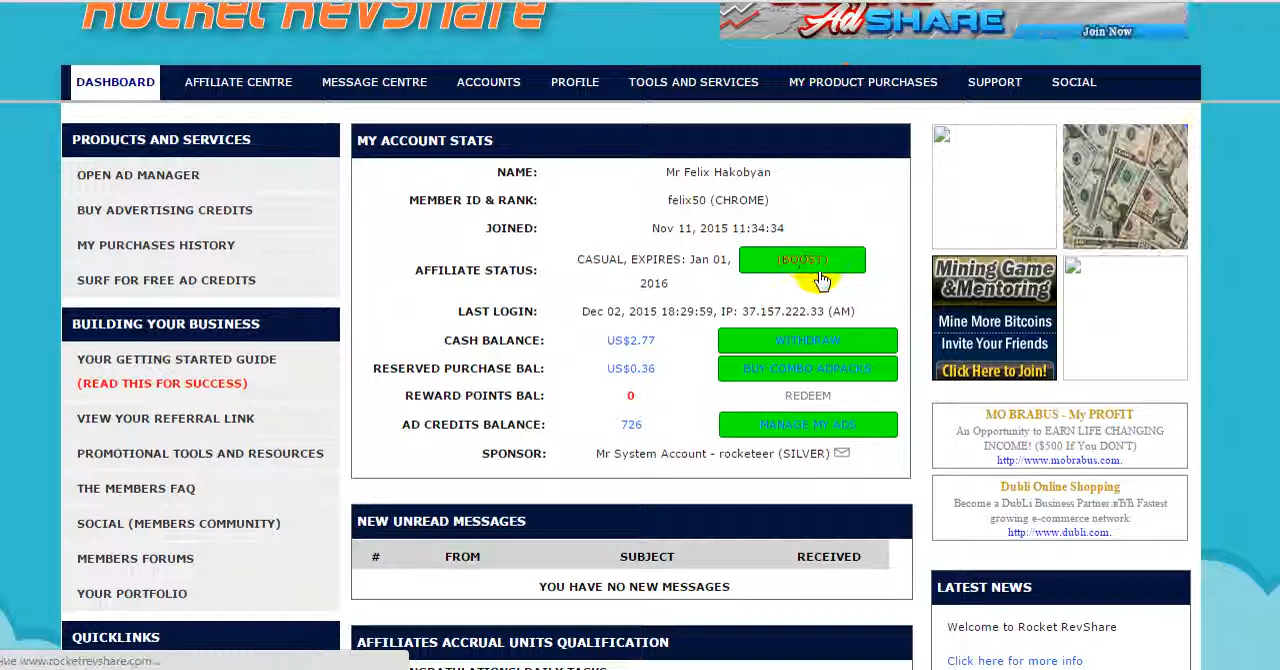 Rocket RevShare
AdSHARE
Join Now
DASHBOARD AFFILIATE CENTRE MESSAGE CENTRE ACCOUNTS PROFILE TOOLS AND SERVICES MY PRODUCT PURCHASES SUPPORT SOCIAL
PRODUCTS AND SERVICES
OPEN AD MANAGER
BUY ADVERTISING CREDITS
MY PURCHASES HISTORY
SURF FOR FREE AD CREDITS
BUILDING YOUR BUSINESS
YOUR GETTING STARTED GUIDE
(READ THIS FOR SUCCESS)
VIEW YOUR REFERRAL LINK
PROMOTIONAL TOOLS AND RESOURCES
THE MEMBERS FAQ
SOCIAL (MEMBERS COMMUNITY)
MEMBERS FORUMS
YOUR PORTFOLIO
QUICKLINKS
MY ACCOUNT STATS
NAME: Mr Felix Hakobyan
MEMBER ID & RANK: felix50 (CHROME)
JOINED: Nov 11, 2015 11:34:34
AFFILIATE STATUS: CASUAL, EXPIRES: Jan 01, 2016 (BOOST)
LAST LOGIN: Dec 02, 2015 18:29:59, IP: 37.157.222.33 (AM)
CASH BALANCE: US$2.77 WITHDRAW
RESERVED PURCHASE BAL: US$0.36 BUY COMBO ADPACKS
REWARD POINTS BAL: 0 REDEEM
AD CREDITS BALANCE: 726 MANAGE MY ADS
SPONSOR: Mr System Account - rocketeer (SILVER)
NEW UNREAD MESSAGES
# FROM SUBJECT RECEIVED
YOU HAVE NO NEW MESSAGES
AFFILIATES ACCRUAL UNITS QUALIFICATION
Mining Game
&Mentoring
Mine More Bitcoins
Invite Your Friends
Click Here to Join!
MO BRABUS - My PROFIT
An Opportunity to EARN LIFE CHANGING
INCOME! ($500 If You DON'T)
http://www.mobrabus.com.
Dubli Online Shopping
Become a DubLi Business Partner.вЂЋ Fastest
growing e-commerce network
http://www.dubli.com.
LATEST NEWS
Welcome to Rocket RevShare
Click here for more info
www.rocketrevshare.com...